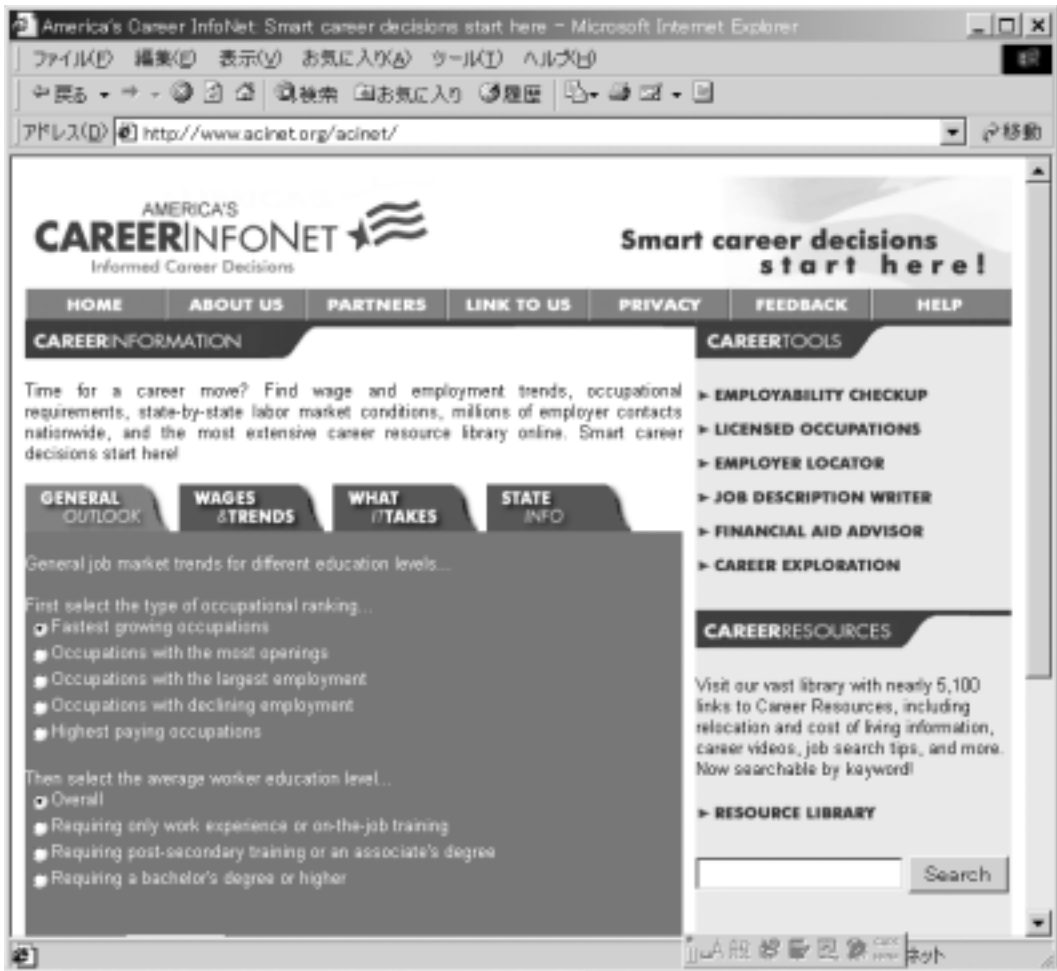 America's Career InfoNet: Smart career decisions start here - Microsoft Internet Explorer
ファイル(F) 編集(E) 表示(V) お気に入り(A) ツール(T) ヘルプ(H)
戻る 検索 お気に入り 履歴
アドレス(D) http://www.acinet.org/acinet/ 移動
AMERICA'S
CAREERINFONET
Informed Career Decisions
Smart career decisions
start here!
HOME ABOUT US PARTNERS LINK TO US PRIVACY FEEDBACK HELP
CAREERINFORMATION
Time for a career move? Find wage and employment trends, occupational
requirements, state-by-state labor market conditions, millions of employer contacts
nationwide, and the most extensive career resource library online. Smart career
decisions start here!
GENERAL OUTLOOK
WAGES &TRENDS
WHAT ITTAKES
STATE INFO
General job market trends for different education levels...
First select the type of occupational ranking...
Fastest growing occupations
Occupations with the most openings
Occupations with the largest employment
Occupations with declining employment
Highest paying occupations
Then select the average worker education level...
Overall
Requiring only work experience or on-the-job training
Requiring post-secondary training or an associate's degree
Requiring a bachelor's degree or higher
CAREERTOOLS
EMPLOYABILITY CHECKUP
LICENSED OCCUPATIONS
EMPLOYER LOCATOR
JOB DESCRIPTION WRITER
FINANCIAL AID ADVISOR
CAREER EXPLORATION
CAREERRESOURCES
Visit our vast library with nearly 5,100
links to Career Resources, including
relocation and cost of living information,
career videos, job search tips, and more.
Now searchable by keyword!
RESOURCE LIBRARY
Search
ネット